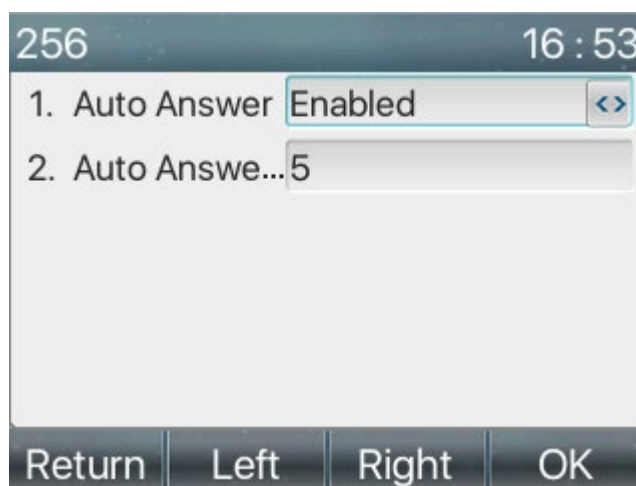 256 16 : 53
1. Auto Answer Enabled <>
2. Auto Answe... 5
Return Left Right OK